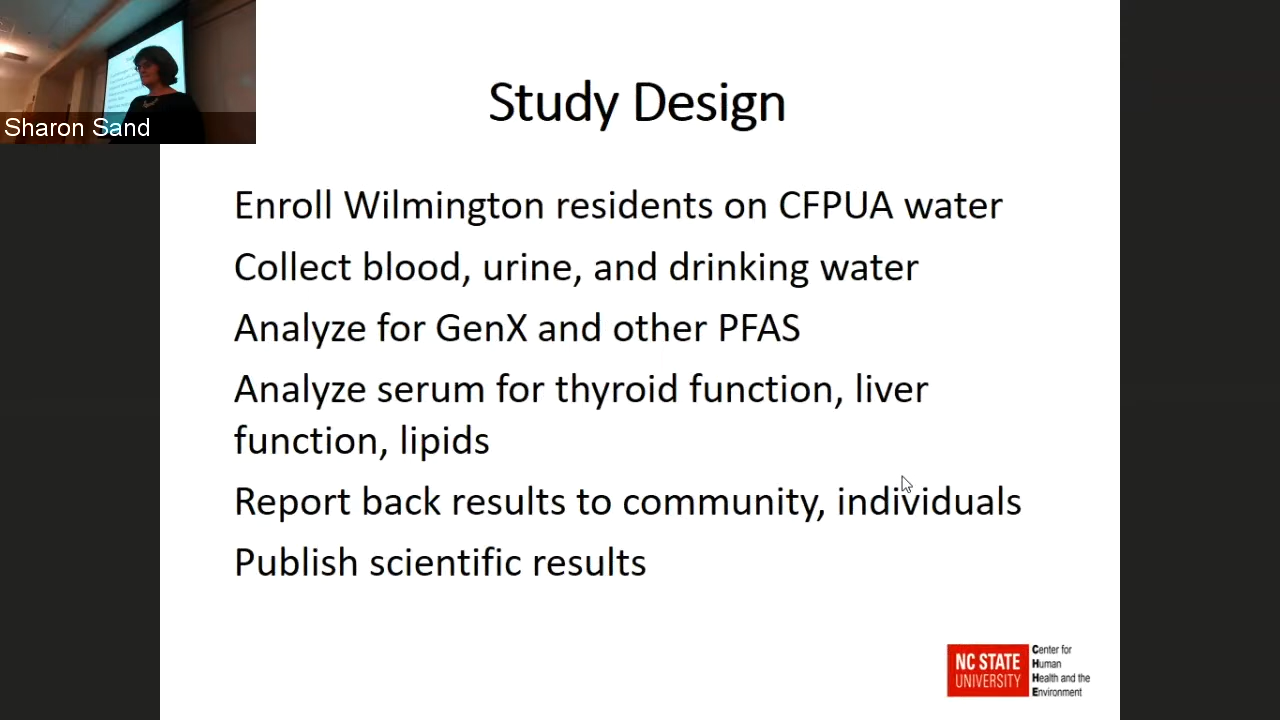 Sharon Sand
Study Design
Enroll Wilmington residents on CFPUA water
Collect blood, urine, and drinking water
Analyze for GenX and other PFAS
Analyze serum for thyroid function, liver
function, lipids
Report back results to community, individuals
Publish scientific results
NC STATE
UNIVERSITY
Center for
Human
Health and the
Environment